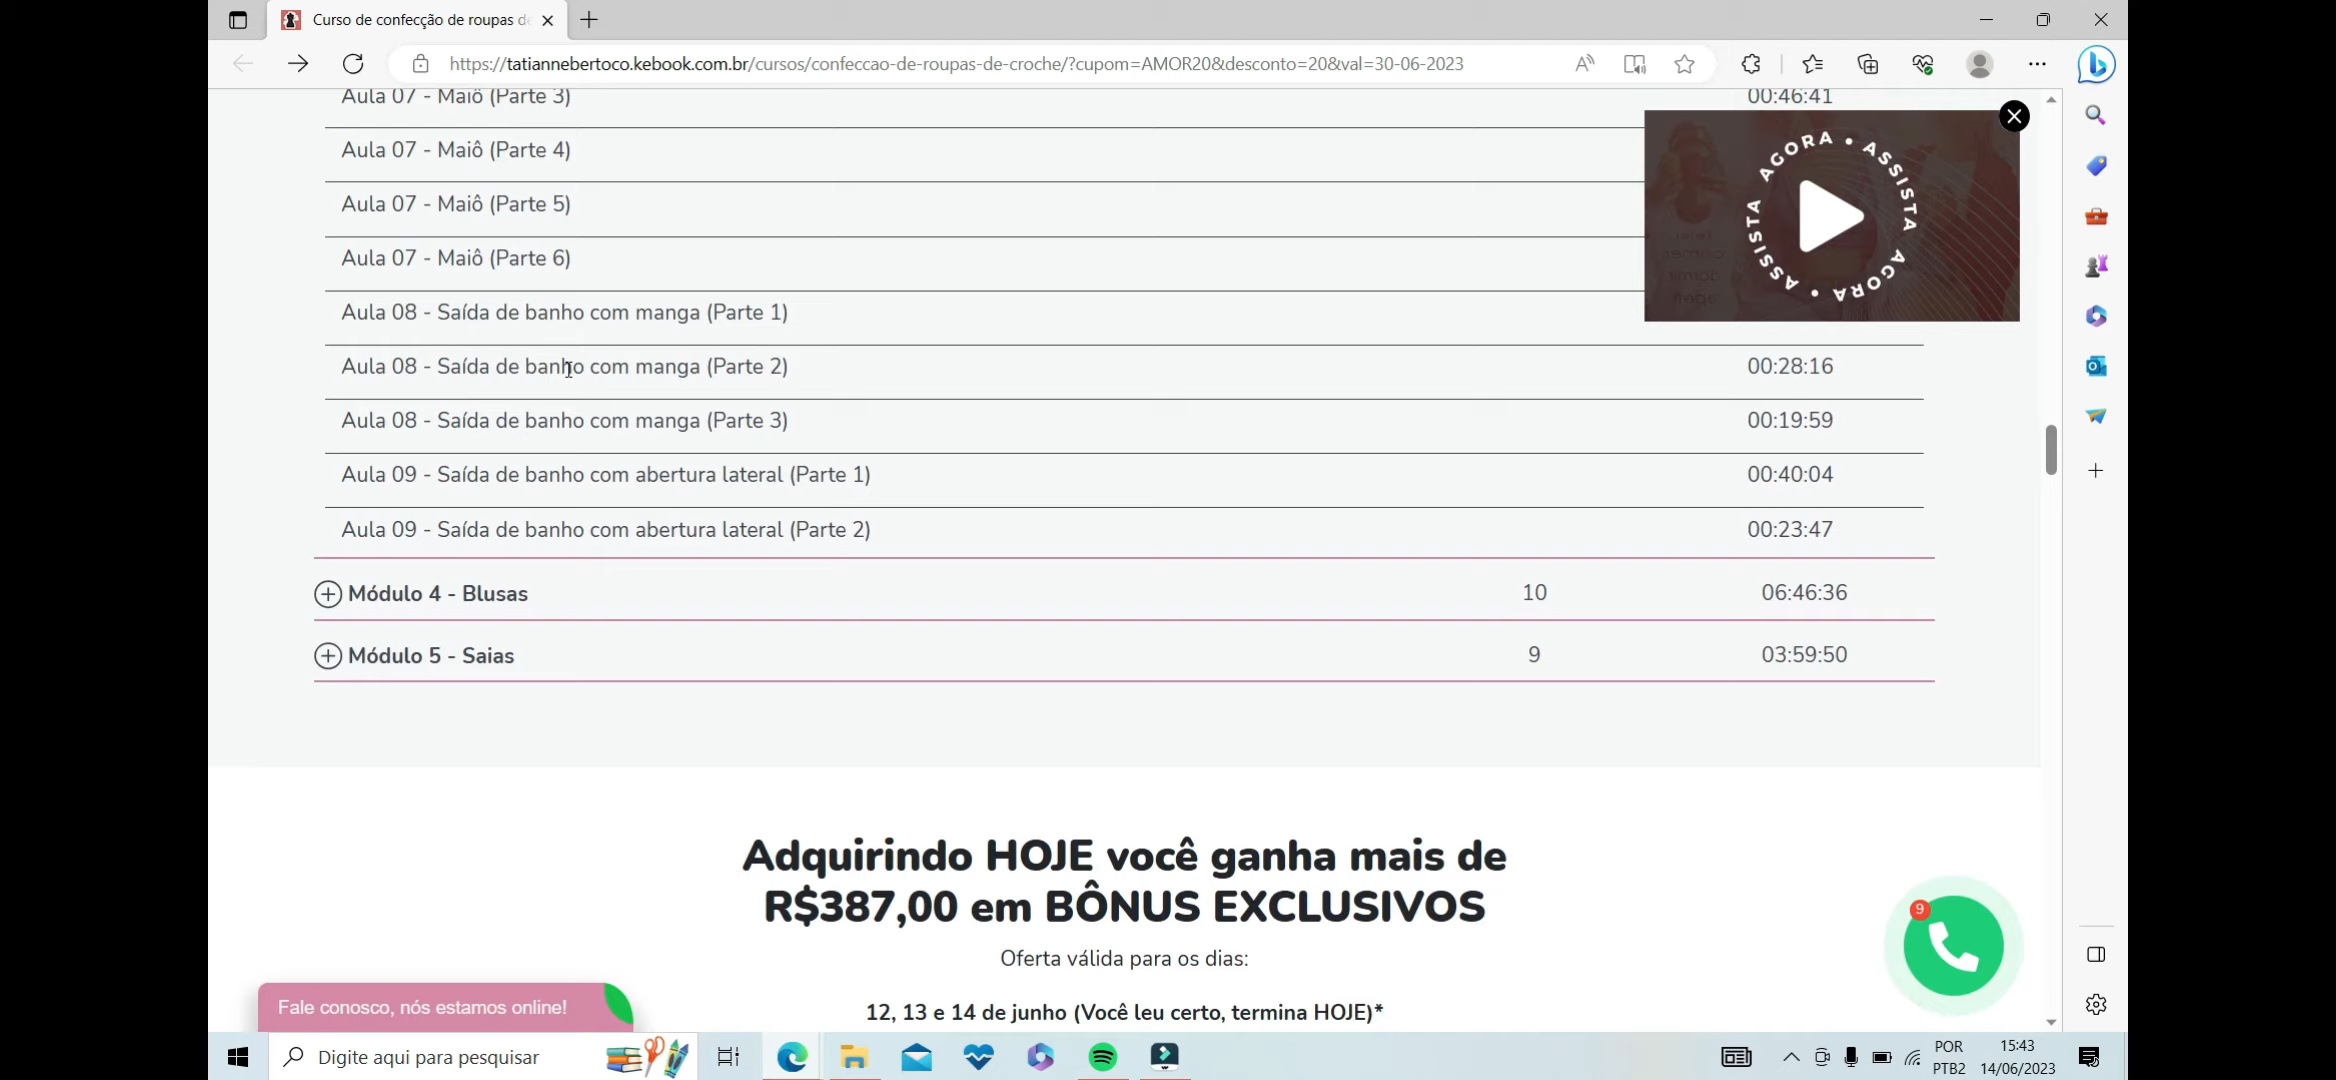 Curso de confecção de roupas de
https://tatiannebertoco.kebook.com.br/cursos/confeccao-de-roupas-de-croche/?cupom=AMOR20&desconto=20&val=30-06-2023
Aula 07 - Maiô (Parte 3) 00:46:41
Aula 07 - Maiô (Parte 4)
Aula 07 - Maiô (Parte 5)
Aula 07 - Maiô (Parte 6)
ASSISTA AGORA • ASSISTA AGORA •
Aula 08 - Saída de banho com manga (Parte 1)
Aula 08 - Saída de banho com manga (Parte 2) 00:28:16
Aula 08 - Saída de banho com manga (Parte 3) 00:19:59
Aula 09 - Saída de banho com abertura lateral (Parte 1) 00:40:04
Aula 09 - Saída de banho com abertura lateral (Parte 2) 00:23:47
Módulo 4 - Blusas 10 06:46:36
Módulo 5 - Saias 9 03:59:50
Adquirindo HOJE você ganha mais de
R$387,00 em BÔNUS EXCLUSIVOS
Oferta válida para os dias:
12, 13 e 14 de junho (Você leu certo, termina HOJE)*
9
Fale conosco, nós estamos online!
Digite aqui para pesquisar
POR
PTB2
15:43
14/06/2023